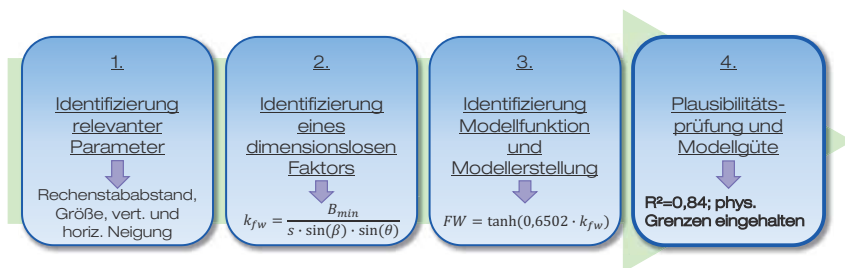 1.
Identifizierung
relevanter
Parameter
Rechenstababstand,
Größe, vert. und
horiz. Neigung
2.
Identifizierung
eines
dimensionslosen
Faktors
k_fw = B_min / (s · sin(β) · sin(θ))
3.
Identifizierung
Modellfunktion
und
Modellerstellung
FW = tanh(0,6502 · k_fw)
4.
Plausibilitäts-
prüfung und
Modellgüte
R²=0,84; phys.
Grenzen eingehalten